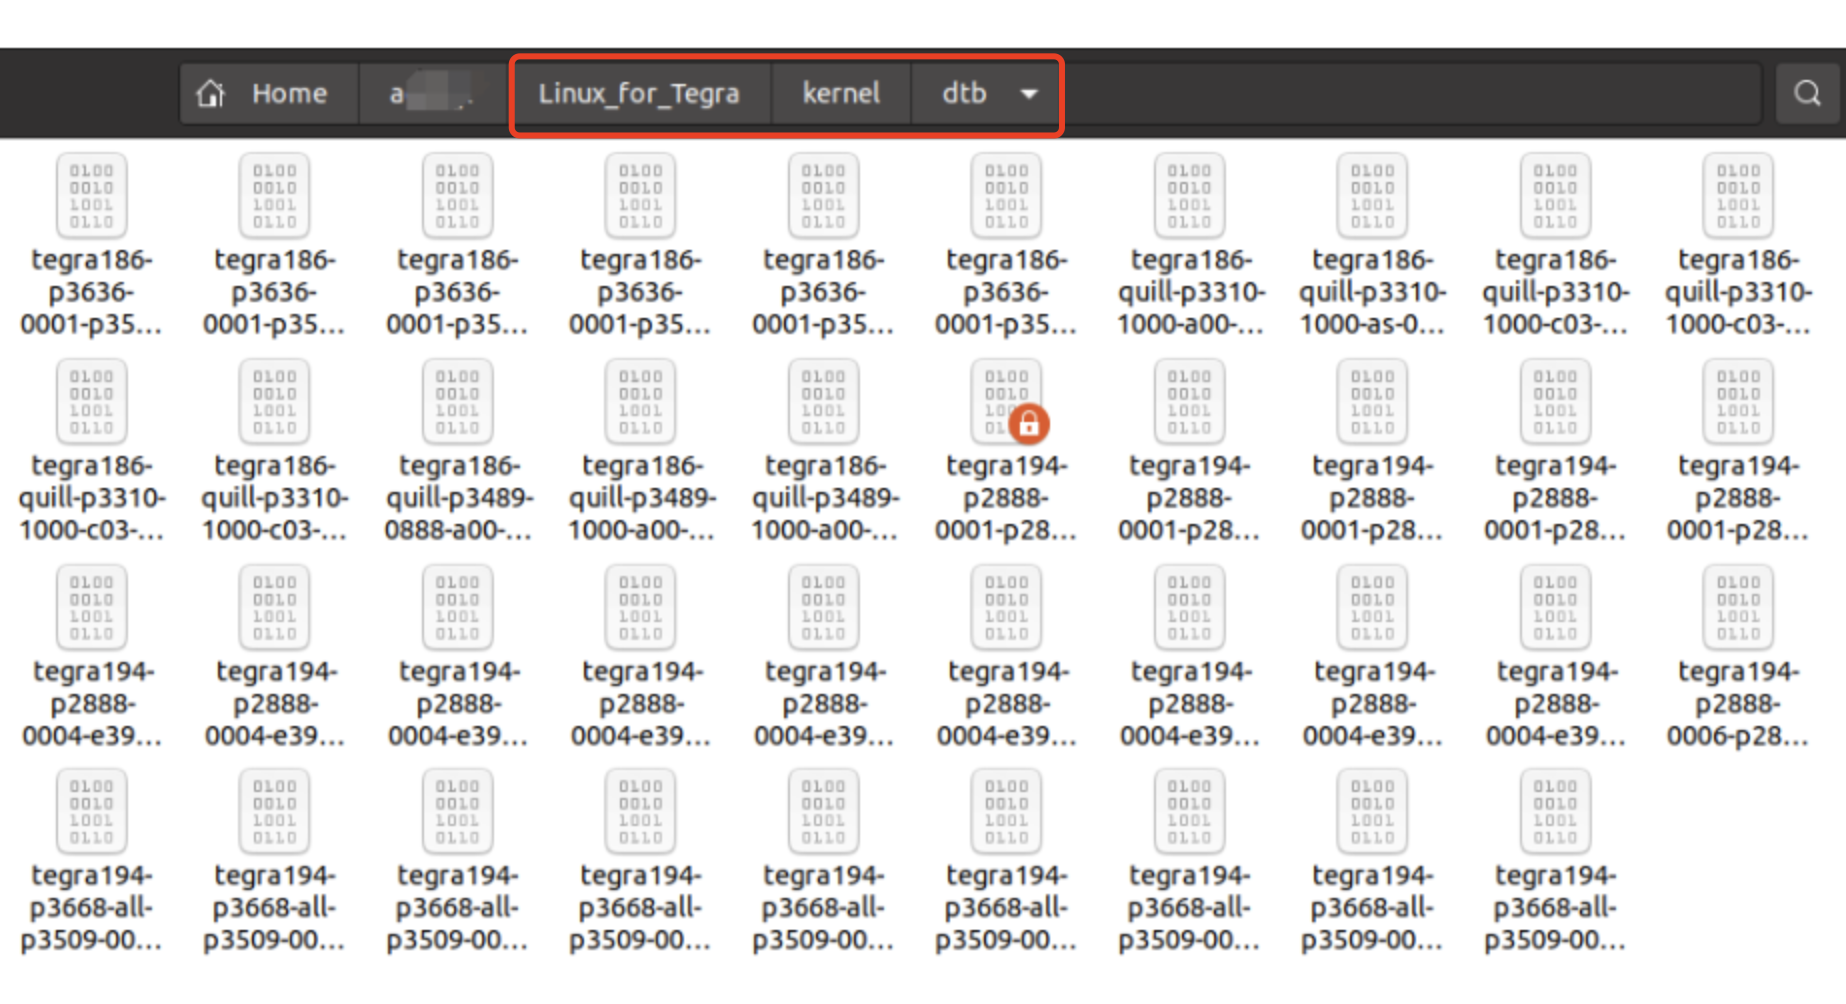 Home a . Linux_for_Tegra kernel dtb
tegra186- tegra186- tegra186- tegra186- tegra186- tegra186- tegra186- tegra186- tegra186- tegra186-
p3636- p3636- p3636- p3636- p3636- p3636- quill-p3310- quill-p3310- quill-p3310- quill-p3310-
0001-p35... 0001-p35... 0001-p35... 0001-p35... 0001-p35... 0001-p35... 1000-a00-... 1000-as-0... 1000-c03-... 1000-c03-...
tegra186- tegra186- tegra186- tegra186- tegra186- tegra194- tegra194- tegra194- tegra194- tegra194-
quill-p3310- quill-p3310- quill-p3489- quill-p3489- quill-p3489- p2888- p2888- p2888- p2888- p2888-
1000-c03-... 1000-c03-... 0888-a00-... 1000-a00-... 1000-a00-... 0001-p28... 0001-p28... 0001-p28... 0001-p28... 0001-p28...
tegra194- tegra194- tegra194- tegra194- tegra194- tegra194- tegra194- tegra194- tegra194- tegra194-
p2888- p2888- p2888- p2888- p2888- p2888- p2888- p2888- p2888- p2888-
0004-e39... 0004-e39... 0004-e39... 0004-e39... 0004-e39... 0004-e39... 0004-e39... 0004-e39... 0004-e39... 0006-p28...
tegra194- tegra194- tegra194- tegra194- tegra194- tegra194- tegra194- tegra194- tegra194-
p3668-all- p3668-all- p3668-all- p3668-all- p3668-all- p3668-all- p3668-all- p3668-all- p3668-all-
p3509-00... p3509-00... p3509-00... p3509-00... p3509-00... p3509-00... p3509-00... p3509-00... p3509-00...